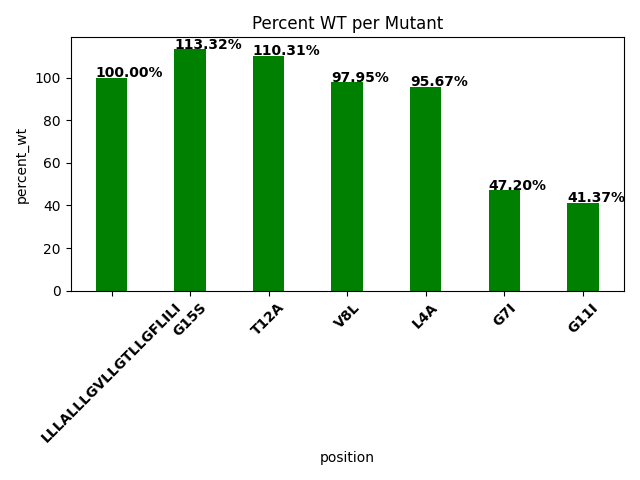 Percent WT per Mutant
percent_wt
100
80
60
40
20
0
100.00%
113.32%
110.31%
97.95%
95.67%
47.20%
41.37%
LLLALLLGVLLGTLLGFLILI
G15S
T12A
V8L
L4A
G7I
G11I
position